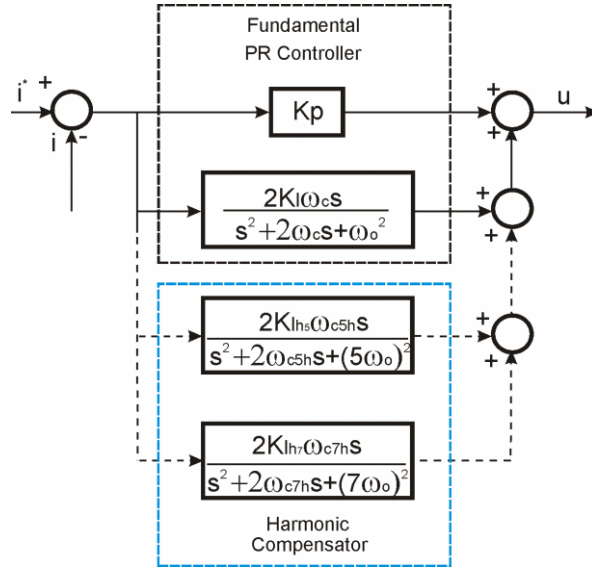 Fundamental
PR Controller
i* +
i -
Kp
+
+
u
2KIωcs
s²+2ωcs+ωo²
+
+
2KIh5ωc5hs
s²+2ωc5hs+(5ωo)²
+
+
2KIh7ωc7hs
s²+2ωc7hs+(7ωo)²
Harmonic
Compensator